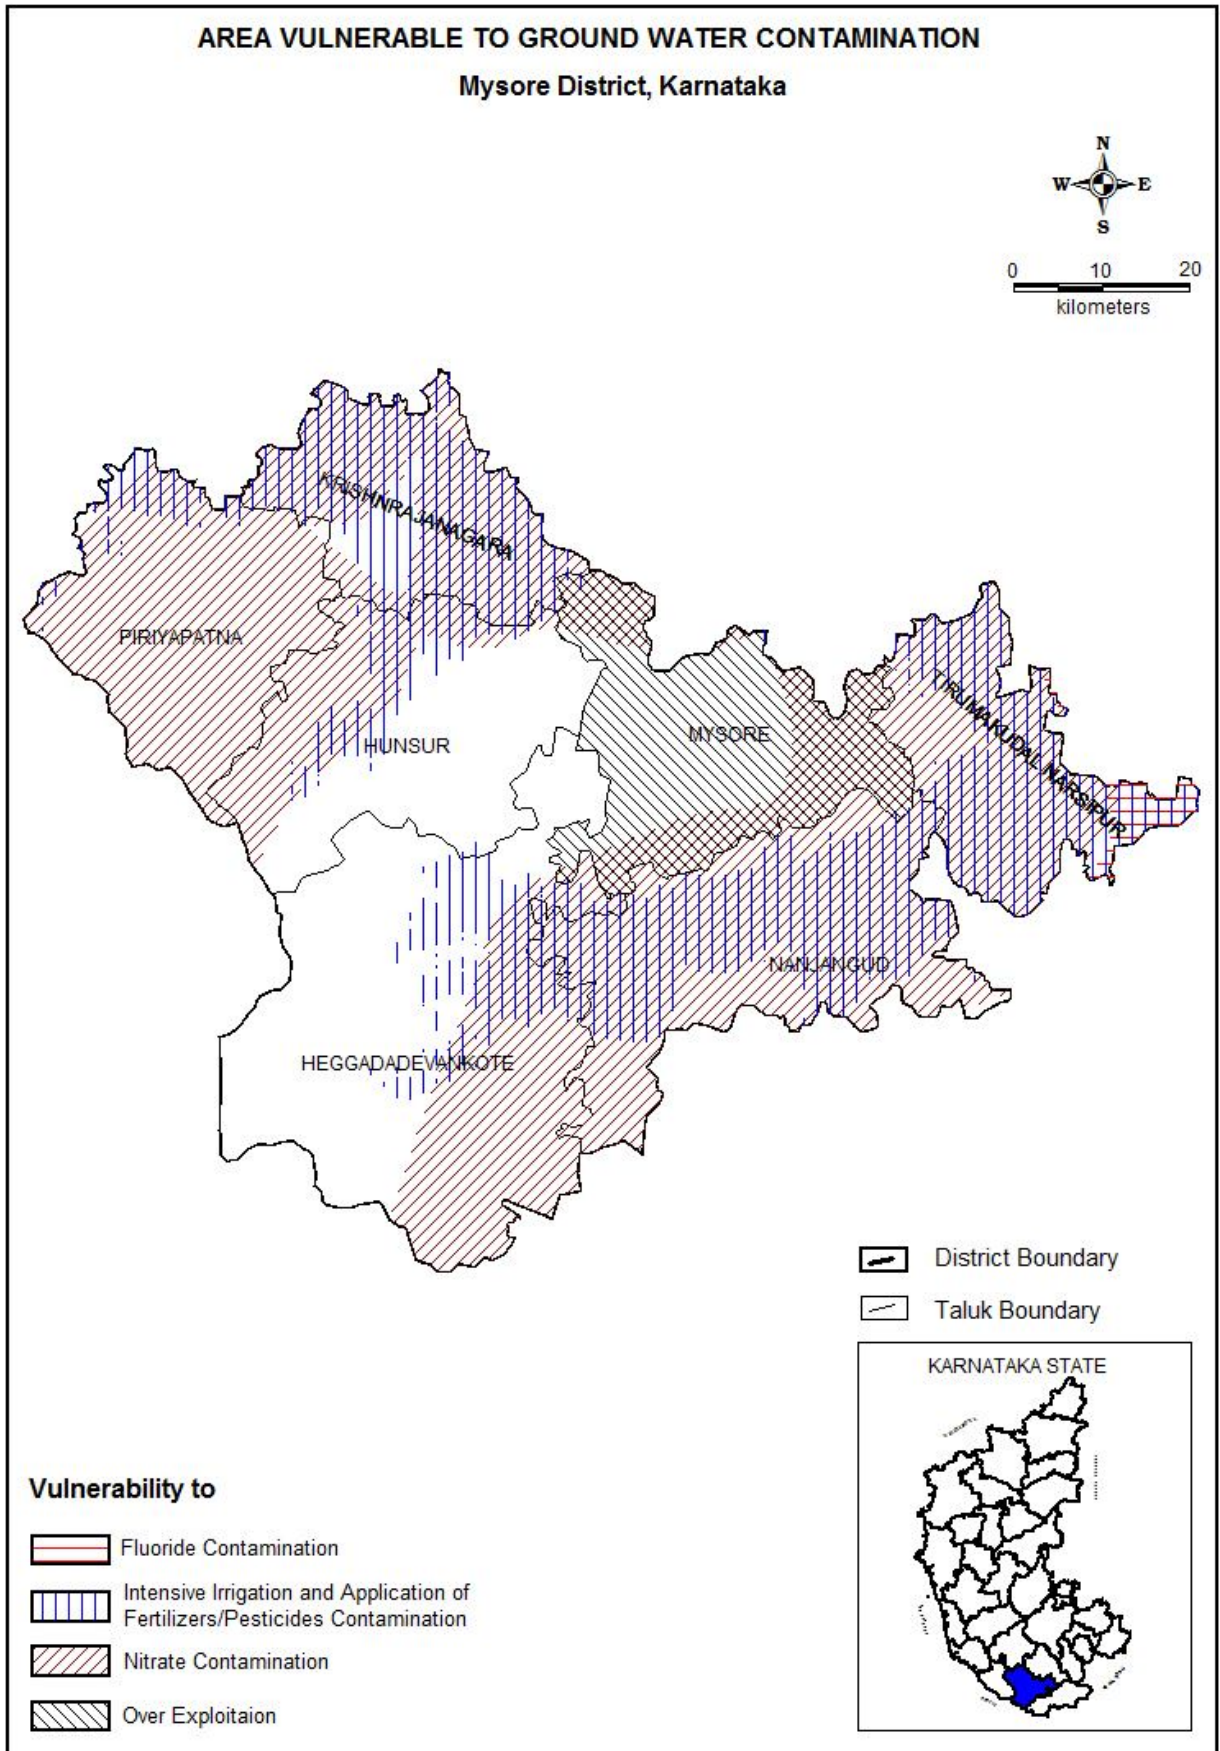 AREA VULNERABLE TO GROUND WATER CONTAMINATION
Mysore District, Karnataka
N
W E
S
0 10 20
kilometers
KRISHNRAJANAGARA
PIRIYAPATNA
TIRUMAKUDAL NARSIPUR
MYSORE
HUNSUR
NANJANGUD
HEGGADADEVANKOTE
District Boundary
Taluk Boundary
KARNATAKA STATE
Vulnerability to
Fluoride Contamination
Intensive Irrigation and Application of
Fertilizers/Pesticides Contamination
Nitrate Contamination
Over Exploitaion